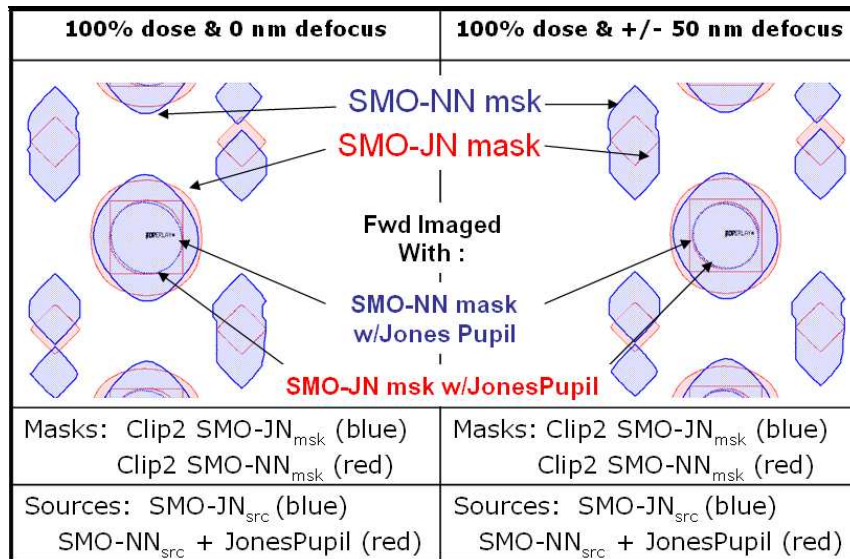 100% dose & 0 nm defocus
100% dose & +/- 50 nm defocus
SMO-NN msk
SMO-JN mask
Fwd Imaged
With :
SMO-NN mask
w/Jones Pupil
SMO-JN msk w/JonesPupil
Masks: Clip2 SMO-JNmsk (blue)
Clip2 SMO-NNmsk (red)
Masks: Clip2 SMO-JNmsk (blue)
Clip2 SMO-NNmsk (red)
Sources: SMO-JNsrc (blue)
SMO-NNsrc + JonesPupil (red)
Sources: SMO-JNsrc (blue)
SMO-NNsrc + JonesPupil (red)